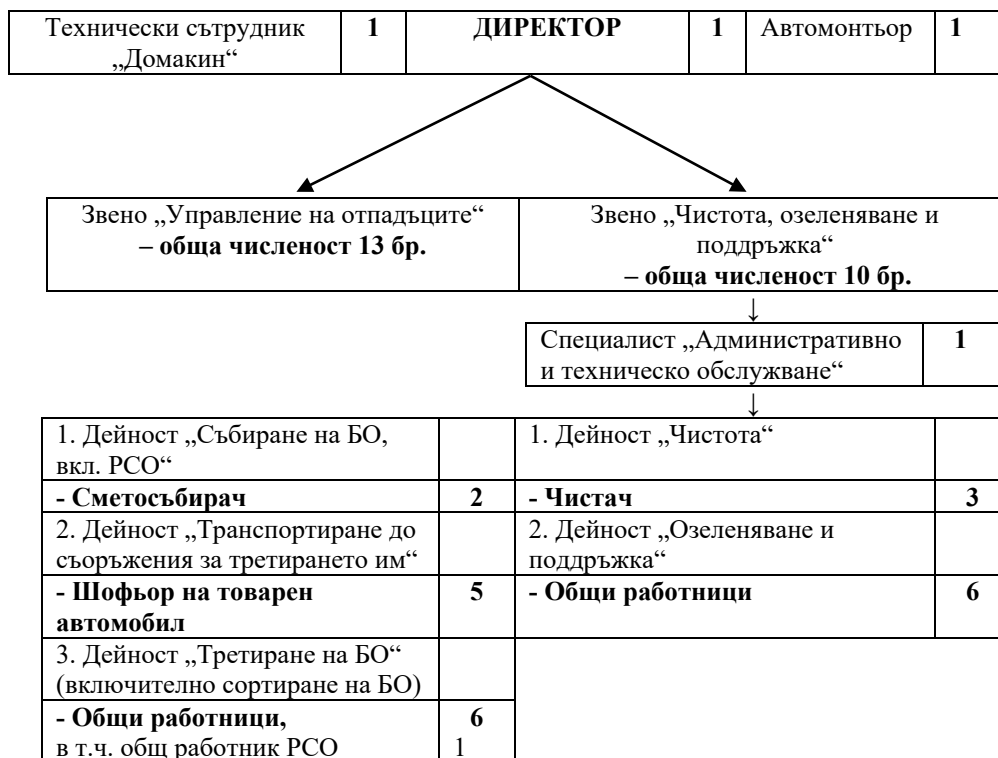 Технически сътрудник „Домакин“ 1 ДИРЕКТОР 1 Автомонтьор 1
Звено „Управление на отпадъците“
– обща численост 13 бр.
Звено „Чистота, озеленяване и
поддръжка“
– обща численост 10 бр.
↓
Специалист „Административно 1
и техническо обслужване“
↓
1. Дейност „Събиране на БО,
вкл. РСО“
1. Дейност „Чистота“
- Сметосъбирач 2
- Чистач 3
2. Дейност „Транспортиране до
съоръжения за третирането им“
2. Дейност „Озеленяване и
поддръжка“
- Шофьор на товарен 5
автомобил
- Общи работници 6
3. Дейност „Третиране на БО“
(включително сортиране на БО)
- Общи работници, 6
в т.ч. общ работник РСО 1